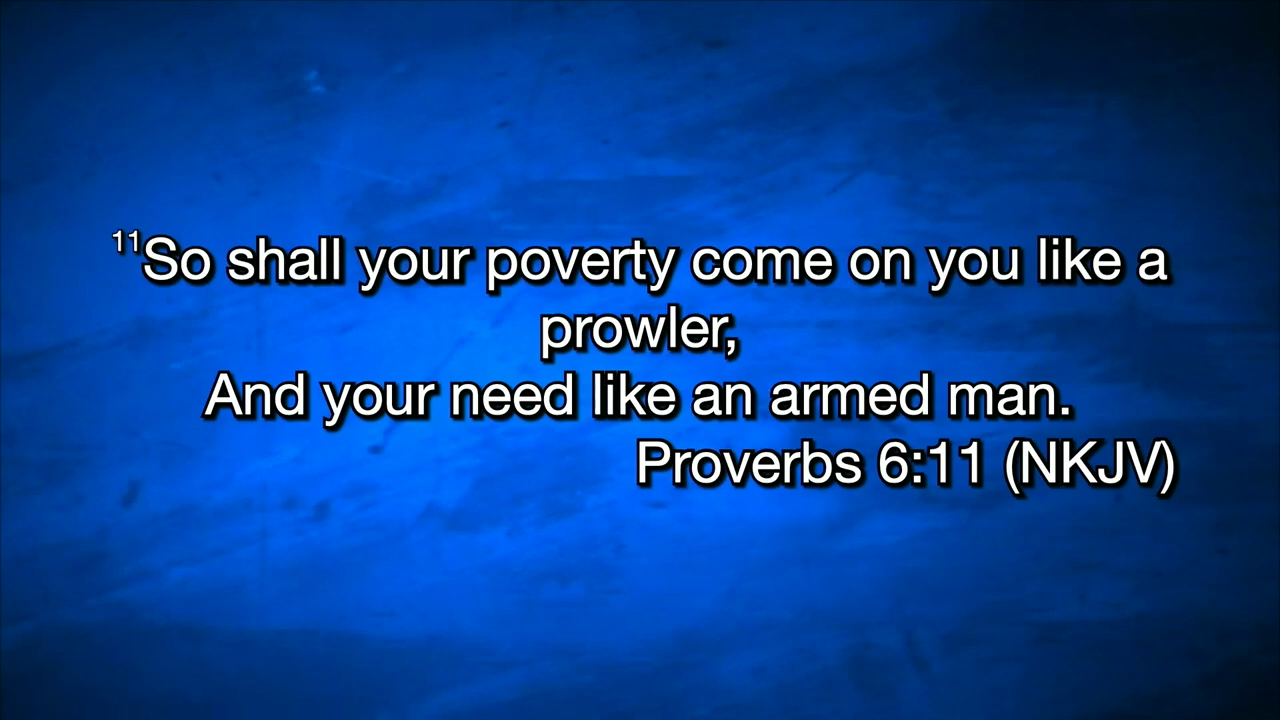 ¹¹So shall your poverty come on you like a
prowler,
And your need like an armed man.
Proverbs 6:11 (NKJV)